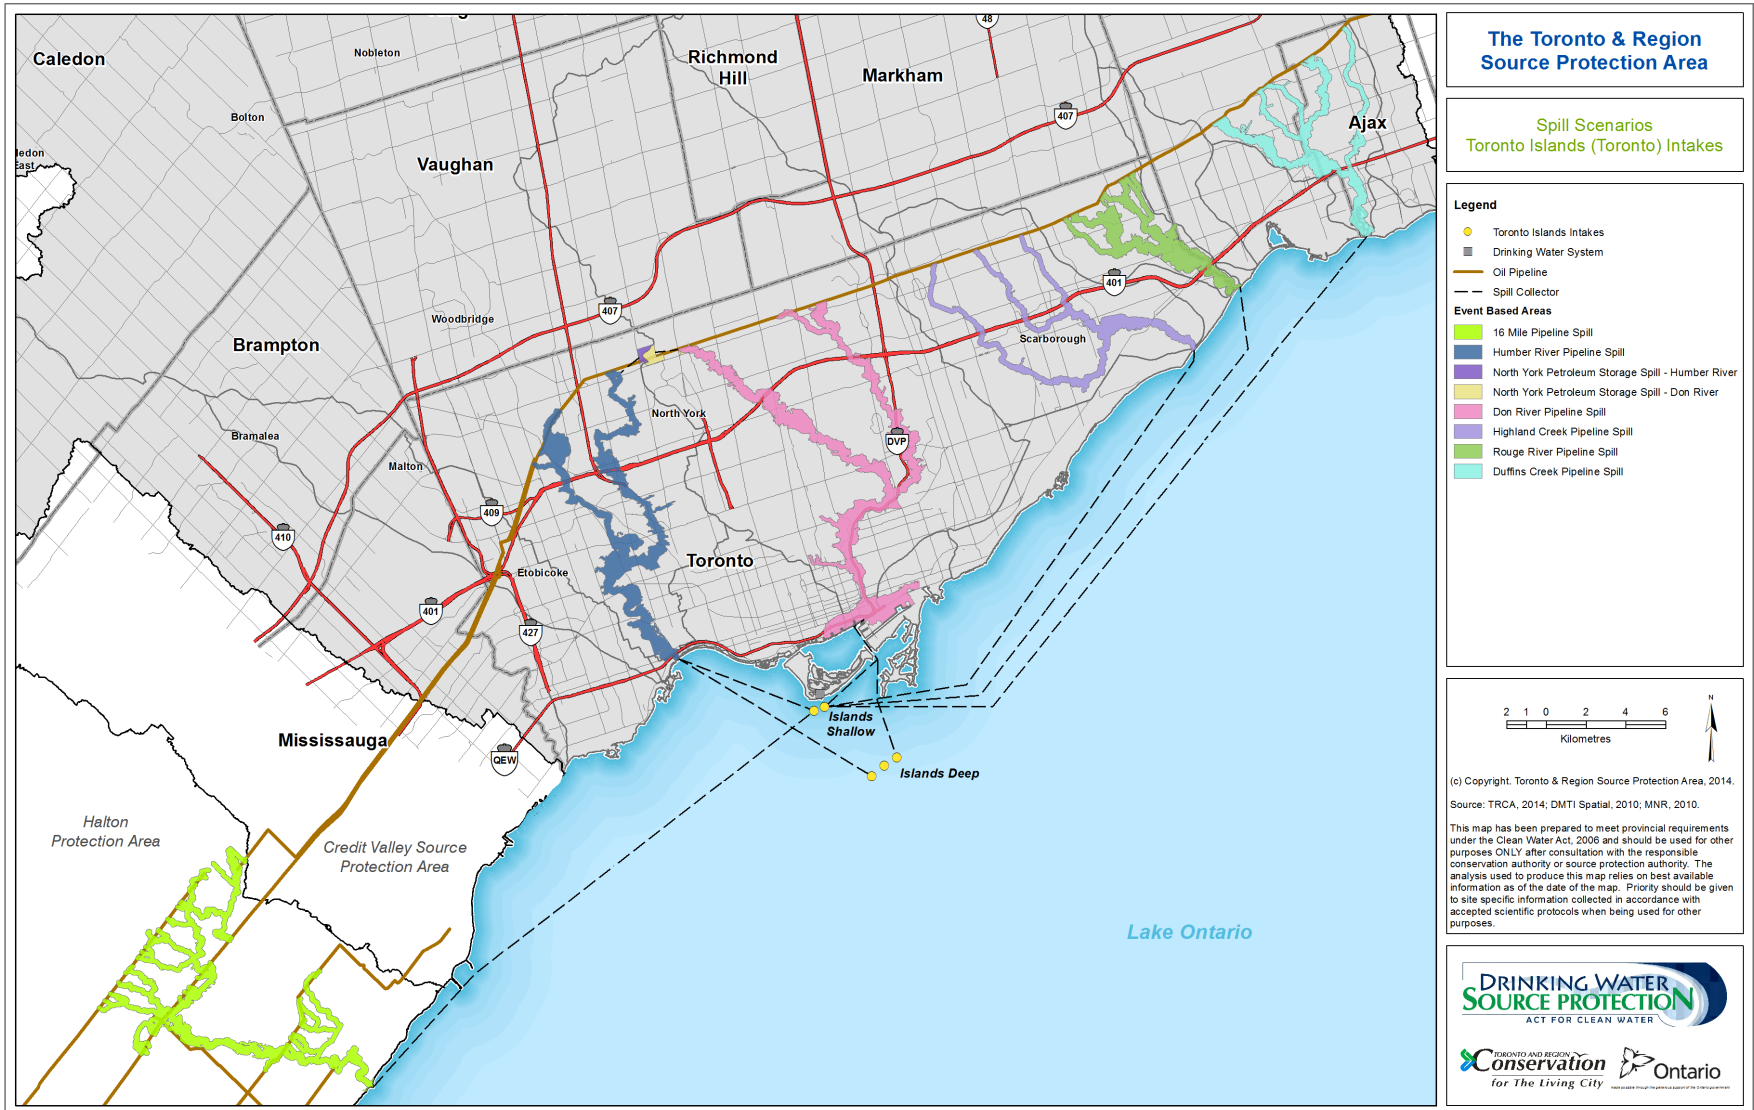 The Toronto & Region
Source Protection Area
Spill Scenarios
Toronto Islands (Toronto) Intakes
Legend
Toronto Islands Intakes
Drinking Water System
Oil Pipeline
Spill Collector
Event Based Areas
16 Mile Pipeline Spill
Humber River Pipeline Spill
North York Petroleum Storage Spill - Humber River
North York Petroleum Storage Spill - Don River
Don River Pipeline Spill
Highland Creek Pipeline Spill
Rouge River Pipeline Spill
Duffins Creek Pipeline Spill
2 1 0 2 4 6
Kilometres
N
(c) Copyright. Toronto & Region Source Protection Area, 2014.
Source: TRCA, 2014; DMTI Spatial, 2010; MNR, 2010.
This map has been prepared to meet provincial requirements
under the Clean Water Act, 2006 and should be used for other
purposes ONLY after consultation with the responsible
conservation authority or source protection authority. The
analysis used to produce this map relies on best available
information as of the date of the map. Priority should be given
to site specific information collected in accordance with
accepted scientific protocols when being used for other
purposes.
DRINKING WATER
SOURCE PROTECTION
ACT FOR CLEAN WATER
TORONTO AND REGION
Conservation
for The Living City
Ontario
Caledon
Nobleton
Richmond
Hill
48
Markham
407
Ajax
Bolton
ledon
East
Vaughan
407
Woodbridge
Brampton
401
Scarborough
North York
DVP
Bramalea
Malton
409
410
Etobicoke
Toronto
401
427
Islands
Shallow
Mississauga
QEW
Islands Deep
Halton
Protection Area
Credit Valley Source
Protection Area
Lake Ontario